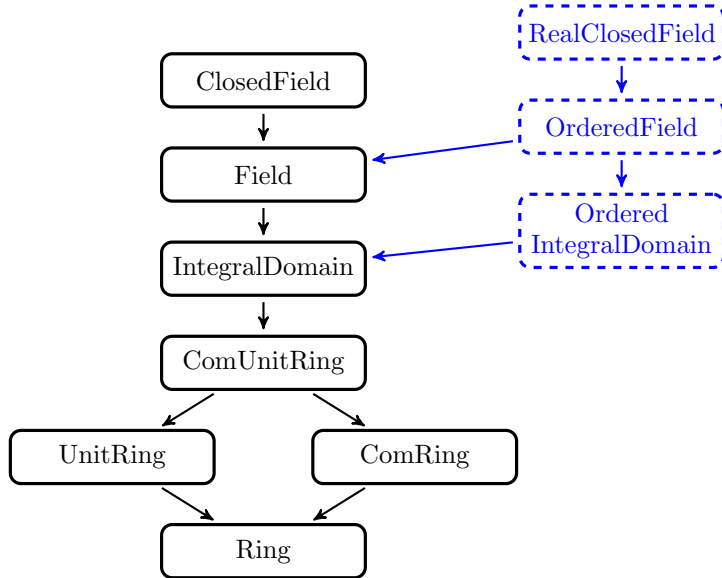 RealClosedField
ClosedField
OrderedField
Field
Ordered
IntegralDomain
IntegralDomain
ComUnitRing
UnitRing
ComRing
Ring